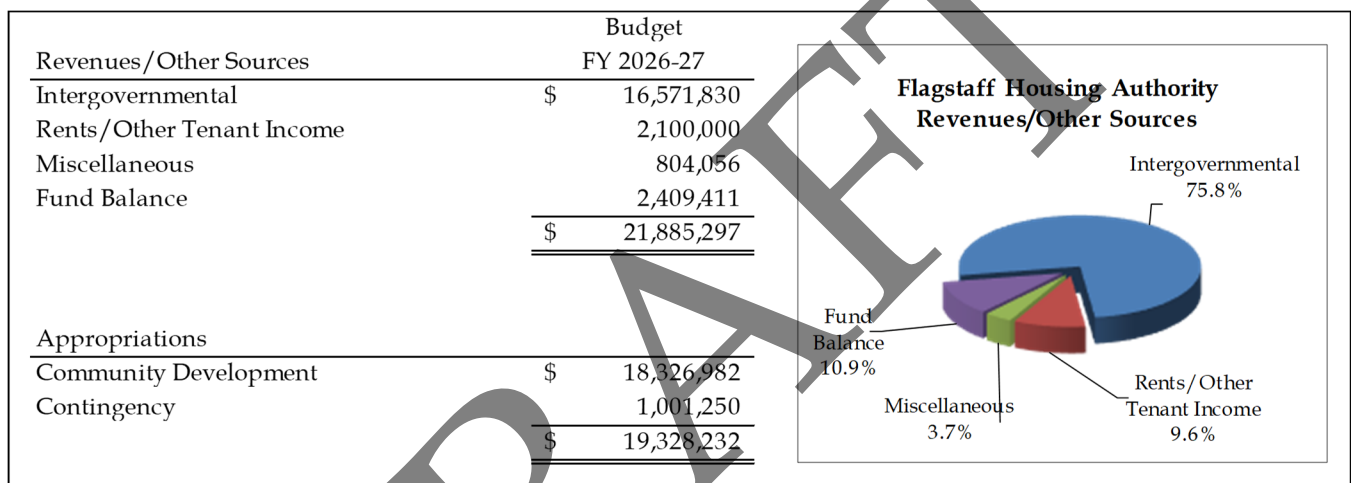 Budget
Revenues/Other Sources FY 2026-27
Intergovernmental $ 16,571,830
Rents/Other Tenant Income 2,100,000
Miscellaneous 804,056
Fund Balance 2,409,411
$ 21,885,297
Appropriations
Community Development $ 18,326,982
Contingency 1,001,250
$ 19,328,232
Flagstaff Housing Authority
Revenues/Other Sources
Intergovernmental
75.8%
Fund
Balance
10.9%
Miscellaneous
3.7%
Rents/Other
Tenant Income
9.6%
RAFT